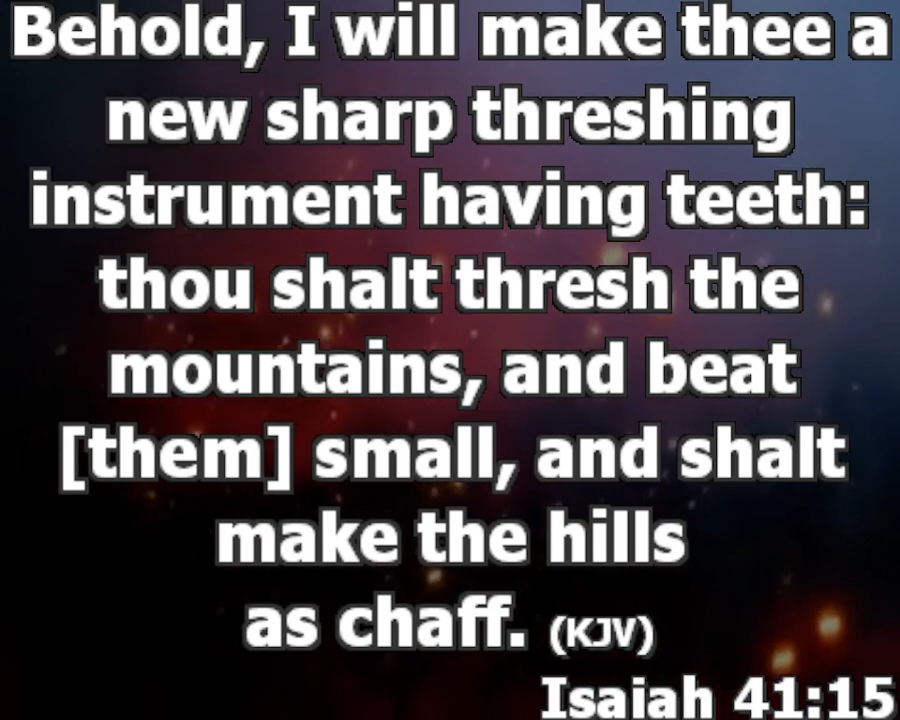 Behold, I will make thee a
new sharp threshing
instrument having teeth:
thou shalt thresh the
mountains, and beat
[them] small, and shalt
make the hills
as chaff. (KJV)
Isaiah 41:15